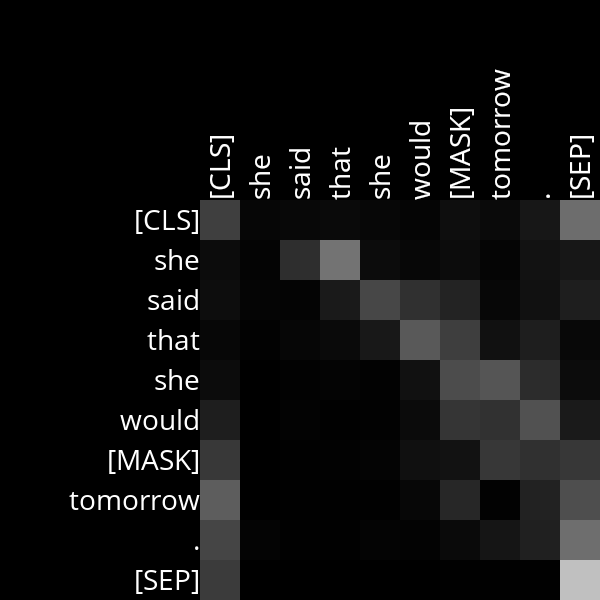 [CLS] she said that she would [MASK] tomorrow . [SEP]
[CLS]
she
said
that
she
would
[MASK]
tomorrow
.
[SEP]